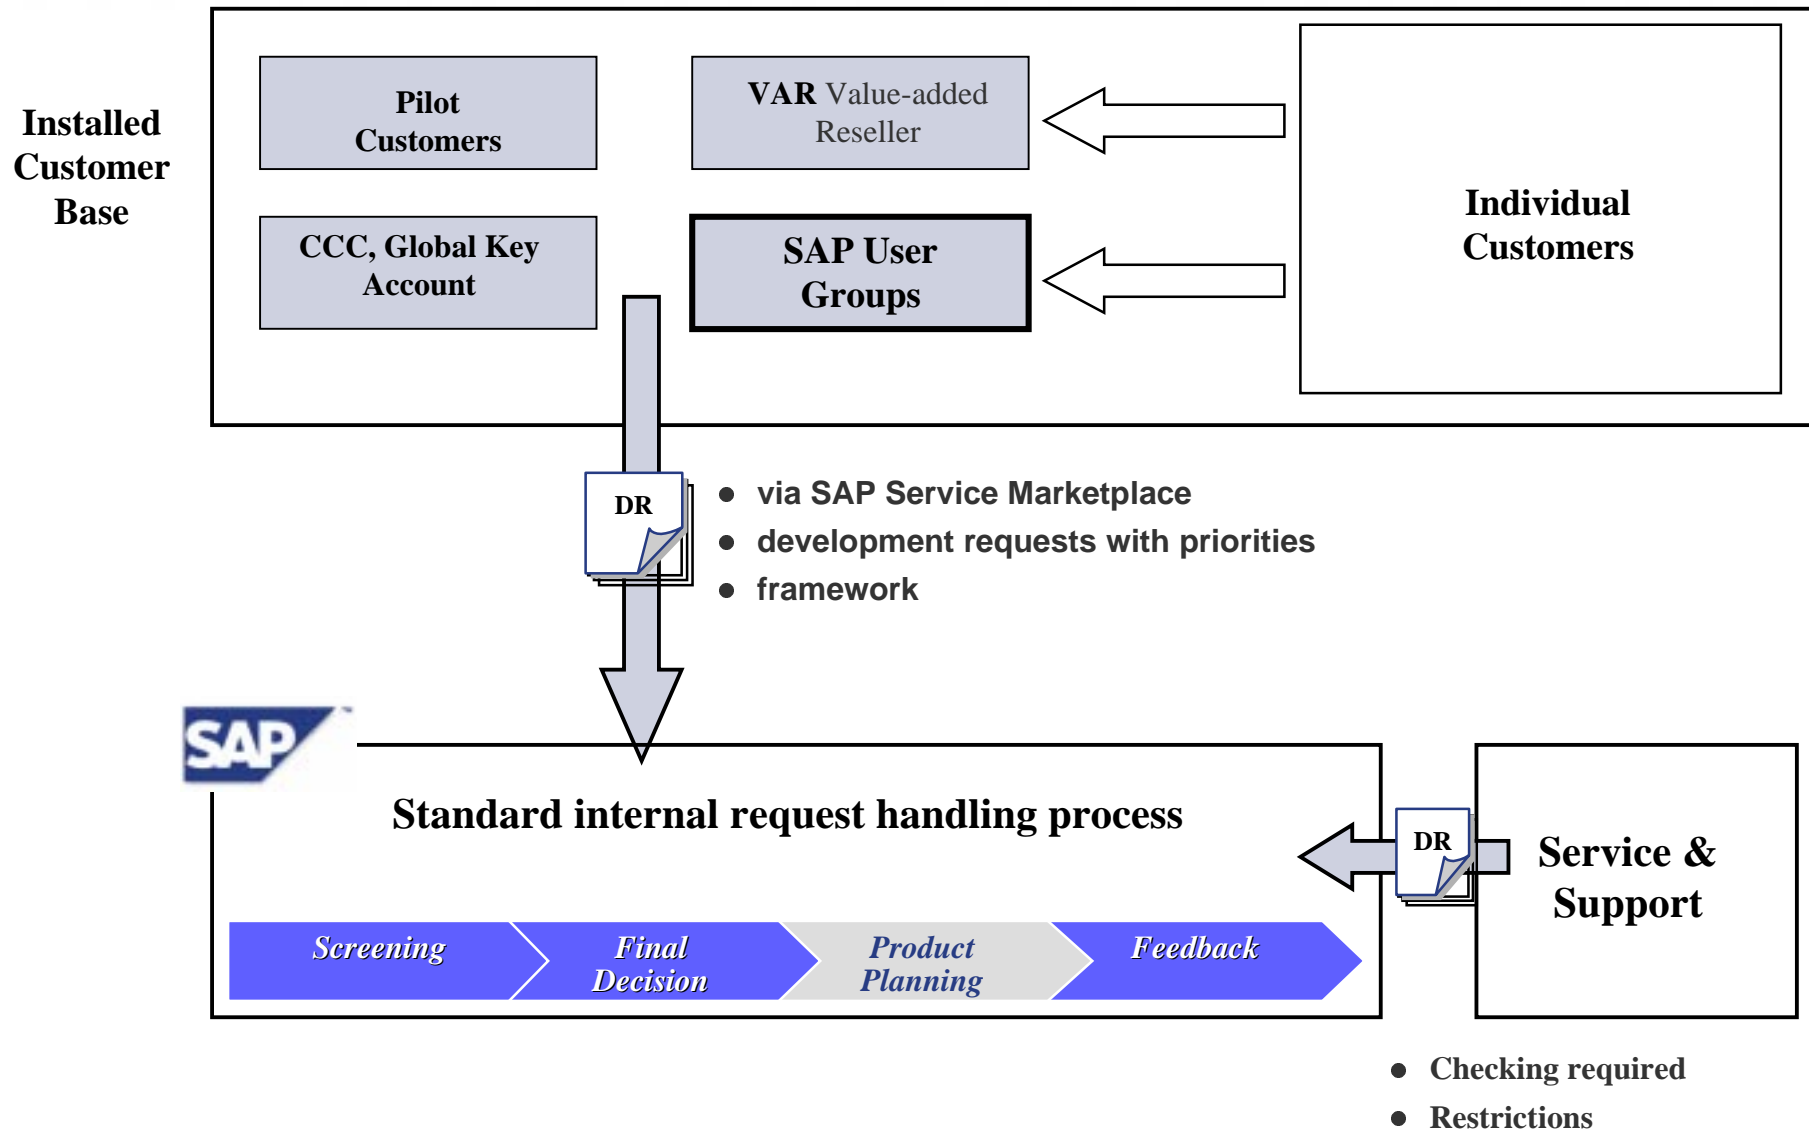 Installed
Customer
Base
Pilot
Customers
VAR Value-added
Reseller
CCC, Global Key
Account
SAP User
Groups
Individual
Customers
DR
● via SAP Service Marketplace
● development requests with priorities
● framework
SAP
Standard internal request handling process
DR
Service &
Support
Screening
Final
Decision
Product
Planning
Feedback
● Checking required
● Restrictions